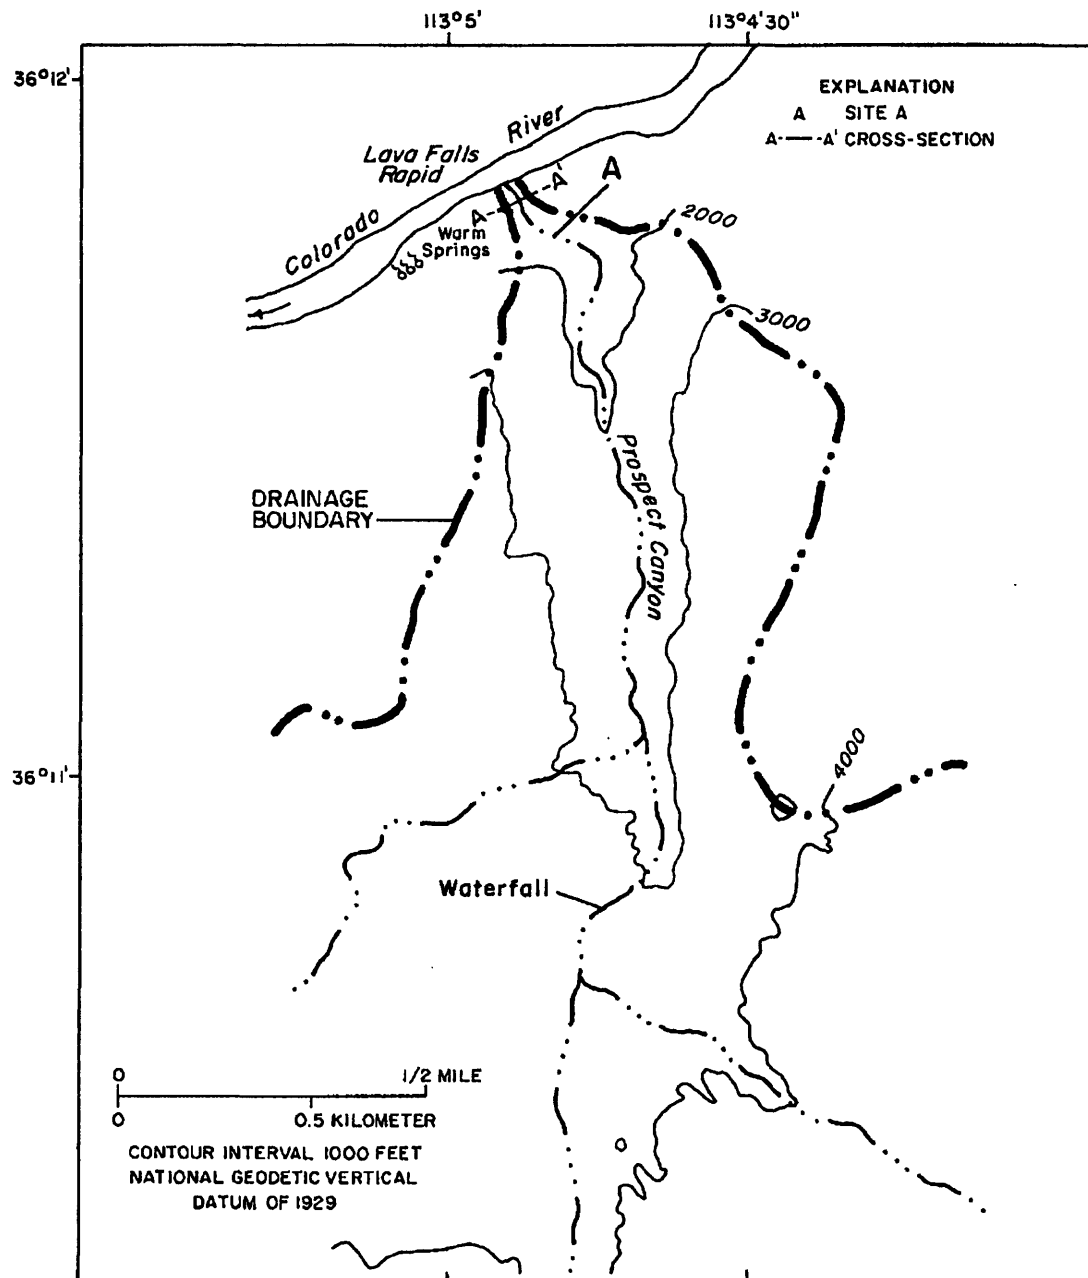 113°5'
113°4'30"
36°12'
EXPLANATION
A SITE A
A-—-A' CROSS-SECTION
River
Lava Falls
Rapid
A
A'
A
2000
Colorado
Warm
Springs
3000
Prospect Canyon
DRAINAGE
BOUNDARY
4000
36°11'
Waterfall
0
1/2 MILE
0
0.5 KILOMETER
CONTOUR INTERVAL 1000 FEET
NATIONAL GEODETIC VERTICAL
DATUM OF 1929